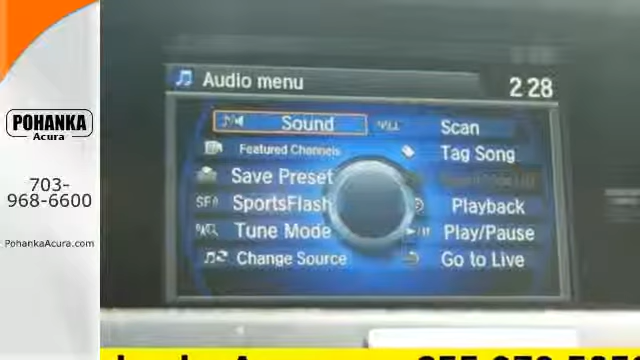 POHANKA
Acura
703-
968-6600
PohankaAcura.com
Audio menu
2 28
Sound
Featured Channels
Save Preset
SportsFlash
Tune Mode
Change Source
Scan
Tag Song
Playback
Play/Pause
Go to Live